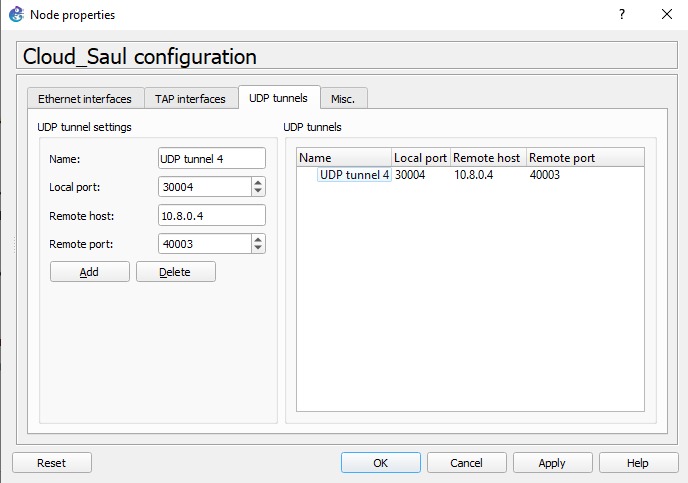 Node properties
?
Cloud_Saul configuration
Ethernet interfaces TAP interfaces UDP tunnels Misc.
UDP tunnel settings
Name: UDP tunnel 4
Local port: 30004
Remote host: 10.8.0.4
Remote port: 40003
Add Delete
UDP tunnels
Name Local port Remote host Remote port
UDP tunnel 4 30004 10.8.0.4 40003
Reset OK Cancel Apply Help